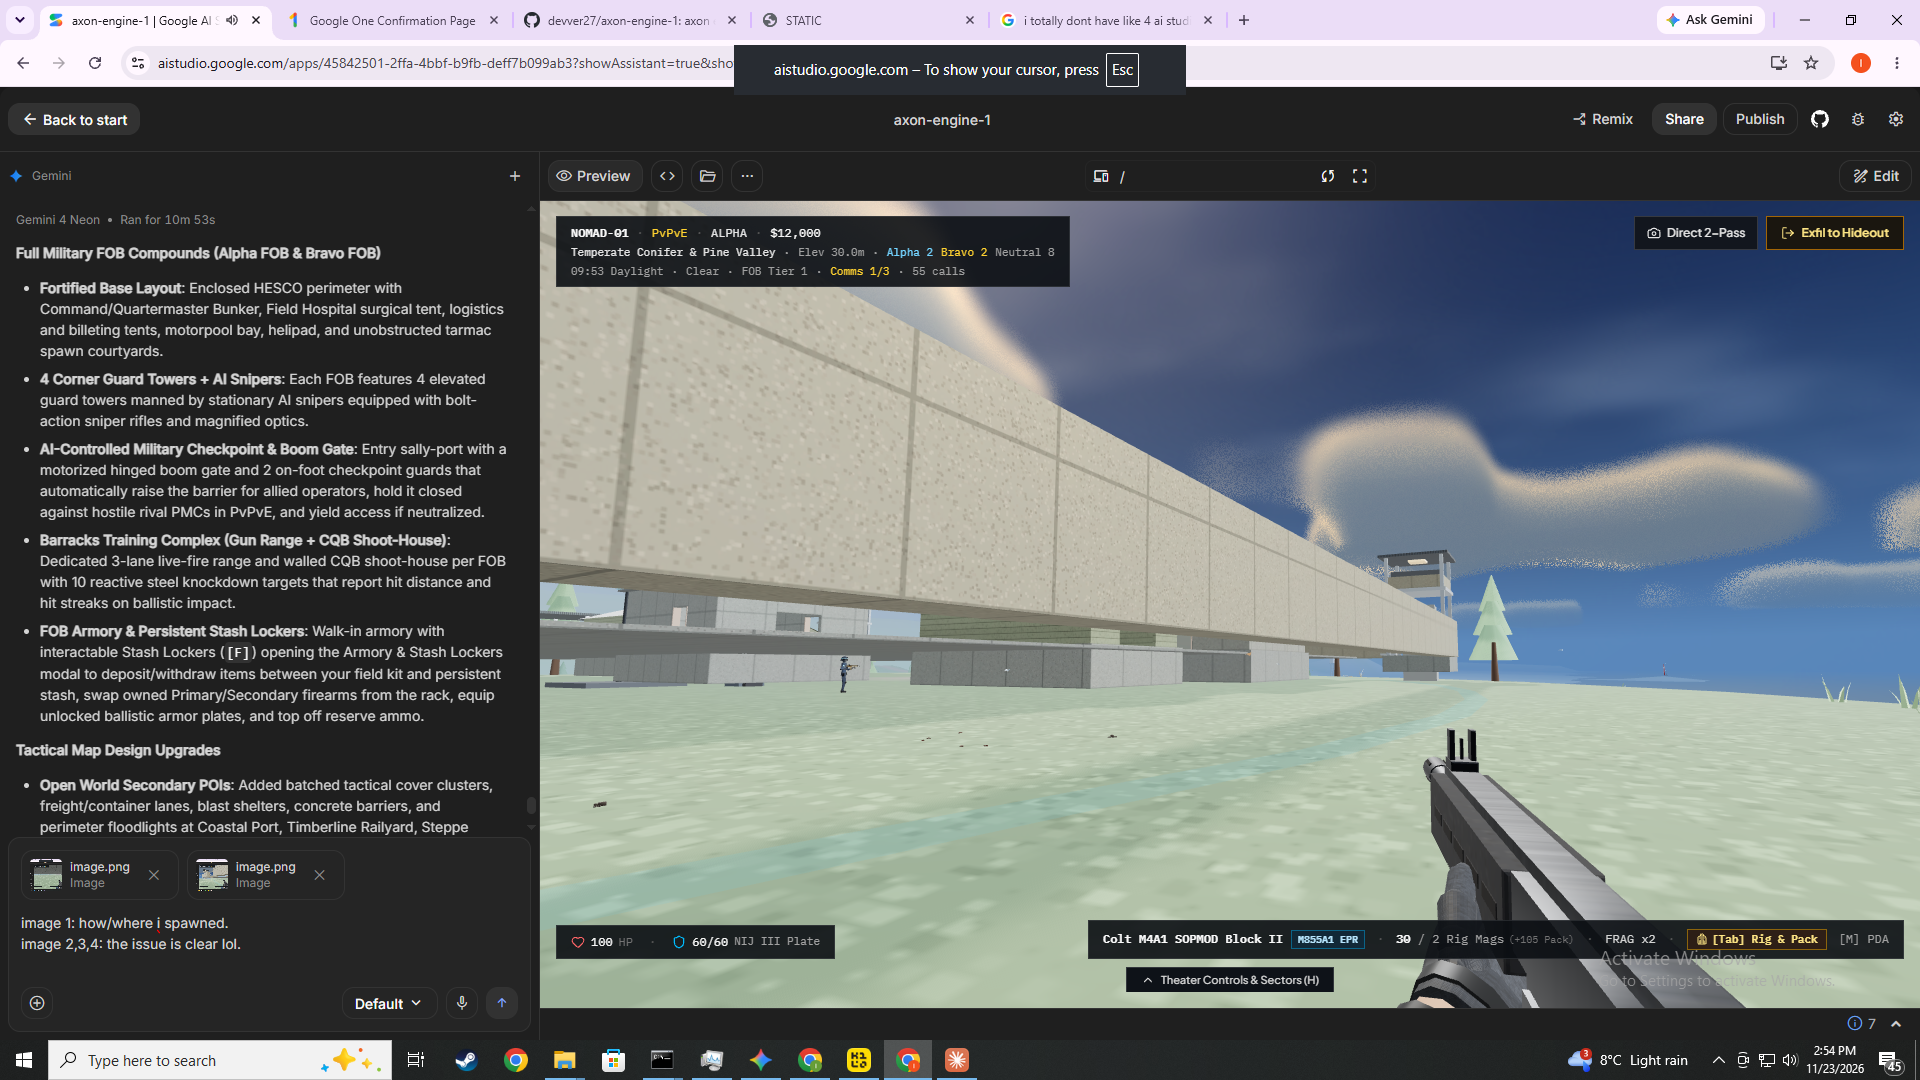 axon-engine-1 | Google AI S
Google One Confirmation Page
devver27/axon-engine-1: axon
STATIC
i totally dont have like 4 ai stud
Ask Gemini
aistudio.google.com/apps/45842501-2ffa-4bbf-b9fb-deff7b099ab3?showAssistant=true&sho
aistudio.google.com – To show your cursor, press Esc
Back to start
axon-engine-1
Remix
Share
Publish
Gemini
Preview
/
Edit
Gemini 4 Neon • Ran for 10m 53s
Full Military FOB Compounds (Alpha FOB & Bravo FOB)
• Fortified Base Layout: Enclosed HESCO perimeter with
Command/Quartermaster Bunker, Field Hospital surgical tent, logistics
and billeting tents, motorpool bay, helipad, and unobstructed tarmac
spawn courtyards.
• 4 Corner Guard Towers + AI Snipers: Each FOB features 4 elevated
guard towers manned by stationary AI snipers equipped with bolt-
action sniper rifles and magnified optics.
• AI-Controlled Military Checkpoint & Boom Gate: Entry sally-port with a
motorized hinged boom gate and 2 on-foot checkpoint guards that
automatically raise the barrier for allied operators, hold it closed
against hostile rival PMCs in PvPvE, and yield access if neutralized.
• Barracks Training Complex (Gun Range + CQB Shoot-House):
Dedicated 3-lane live-fire range and walled CQB shoot-house per FOB
with 10 reactive steel knockdown targets that report hit distance and
hit streaks on ballistic impact.
• FOB Armory & Persistent Stash Lockers: Walk-in armory with
interactable Stash Lockers ([F]) opening the Armory & Stash Lockers
modal to deposit/withdraw items between your field kit and persistent
stash, swap owned Primary/Secondary firearms from the rack, equip
unlocked ballistic armor plates, and top off reserve ammo.
Tactical Map Design Upgrades
• Open World Secondary POIs: Added batched tactical cover clusters,
freight/container lanes, blast shelters, concrete barriers, and
perimeter floodlights at Coastal Port, Timberline Railyard, Steppe
image.png
Image
image.png
Image
image 1: how/where i spawned.
image 2,3,4: the issue is clear lol.
Default
NOMAD-01 · PvPvE · ALPHA · $12,000
Temperate Conifer & Pine Valley · Elev 30.0m · Alpha 2 Bravo 2 Neutral 8
09:53 Daylight · Clear · FOB Tier 1 · Comms 1/3 · 55 calls
Direct 2-Pass
Exfil to Hideout
100 HP · 60/60 NIJ III Plate
Colt M4A1 SOPMOD Block II M855A1 EPR · 30 / 2 Rig Mags (+105 Pack) · FRAG x2 · [Tab] Rig & Pack [M] PDA
Theater Controls & Sectors (H)
Activate Windows
Go to Settings to activate Windows.
7
Type here to search
3
8°C Light rain
2:54 PM
11/23/2026
45